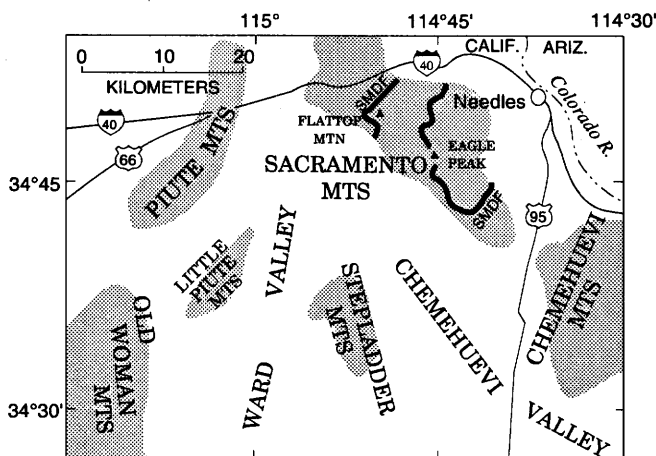 115°
114°45'
114°30'
0 10 20
KILOMETERS
CALIF. ARIZ.
40
SMDF
Needles
Colorado R.
40
FLATTOP
MTN
66
PIUTE MTS
EAGLE
PEAK
SACRAMENTO
MTS
34°45'
SMDF
95
VALLEY
LITTLE
PIUTE
MTS
CHEMEHUEVI
MTS
CHEMEHUEVI
STEPLADDER
MTS
OLD
WOMAN
MTS
WARD
34°30'
VALLEY